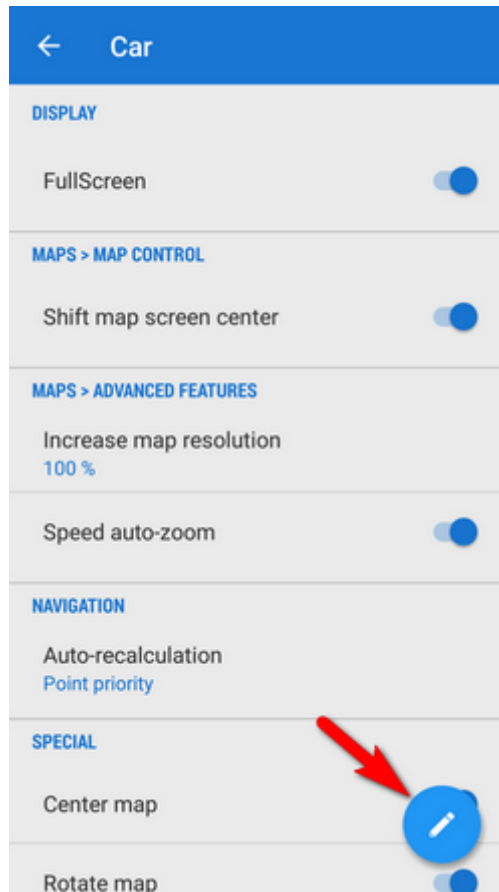 Car
DISPLAY
FullScreen
MAPS > MAP CONTROL
Shift map screen center
MAPS > ADVANCED FEATURES
Increase map resolution
100 %
Speed auto-zoom
NAVIGATION
Auto-recalculation
Point priority
SPECIAL
Center map
Rotate map